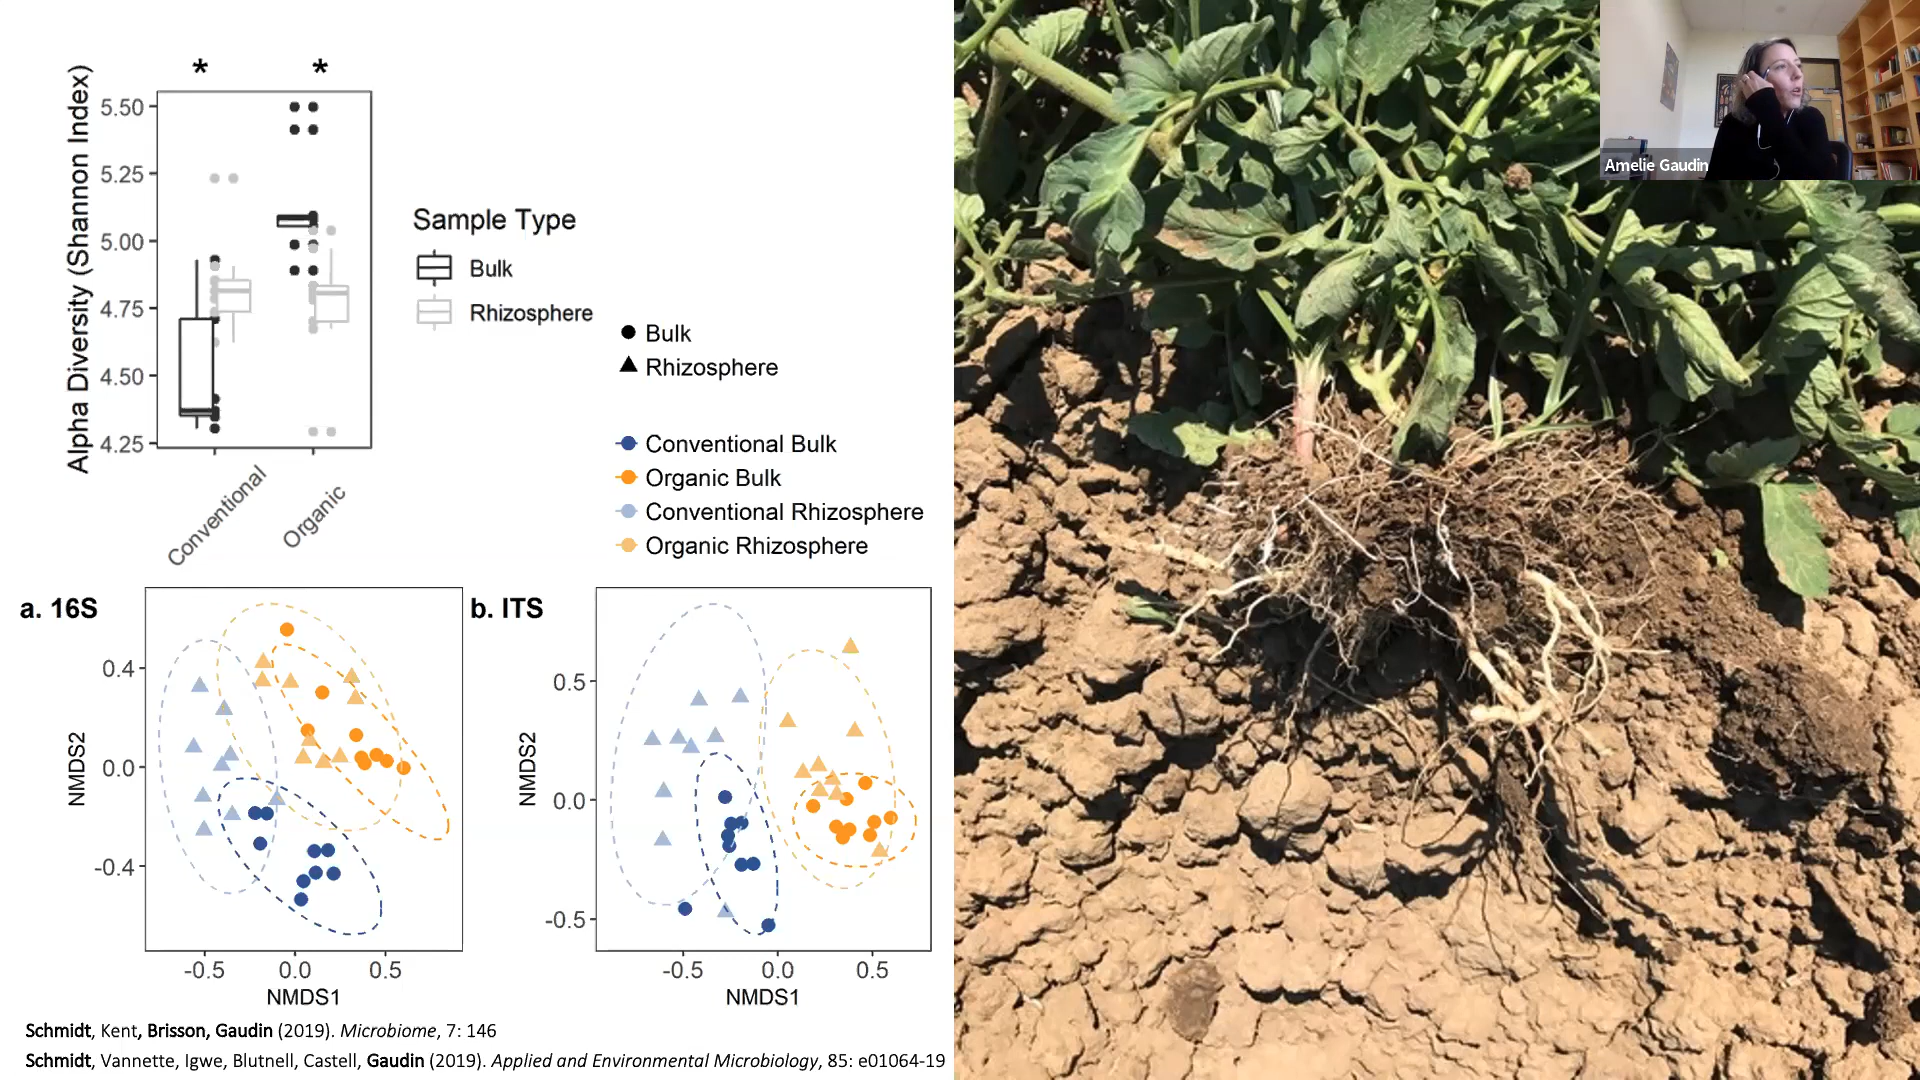 * *
Alpha Diversity (Shannon Index)
5.50
5.25
5.00
4.75
4.50
4.25
Conventional
Organic
Sample Type
Bulk
Rhizosphere
Bulk
Rhizosphere
Conventional Bulk
Organic Bulk
Conventional Rhizosphere
Organic Rhizosphere
a. 16S
NMDS2
0.4
0.0
-0.4
-0.5 0.0 0.5
NMDS1
b. ITS
NMDS2
0.5
0.0
-0.5
-0.5 0.0 0.5
NMDS1
Schmidt, Kent, Brisson, Gaudin (2019). Microbiome, 7: 146
Schmidt, Vannette, Igwe, Blutnell, Castell, Gaudin (2019). Applied and Environmental Microbiology, 85: e01064-19
Amelie Gaudin